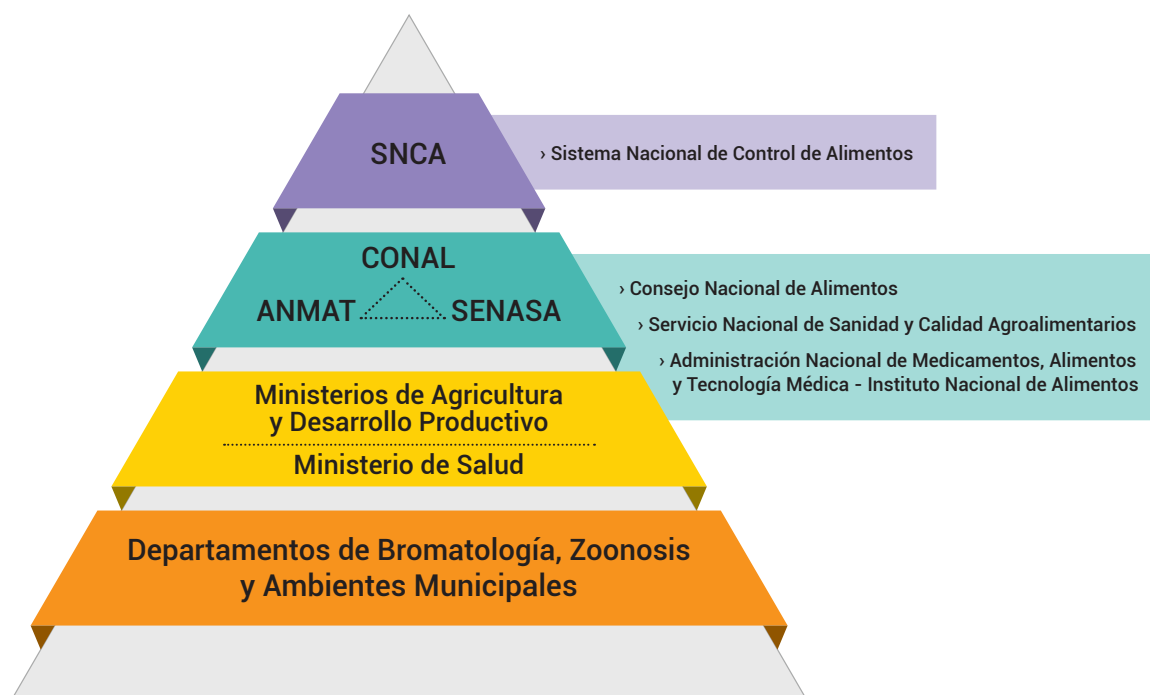 SNCA
› Sistema Nacional de Control de Alimentos
CONAL
ANMAT SENASA
› Consejo Nacional de Alimentos
› Servicio Nacional de Sanidad y Calidad Agroalimentarios
› Administración Nacional de Medicamentos, Alimentos
y Tecnología Médica - Instituto Nacional de Alimentos
Ministerios de Agricultura
y Desarrollo Productivo
Ministerio de Salud
Departamentos de Bromatología, Zoonosis
y Ambientes Municipales